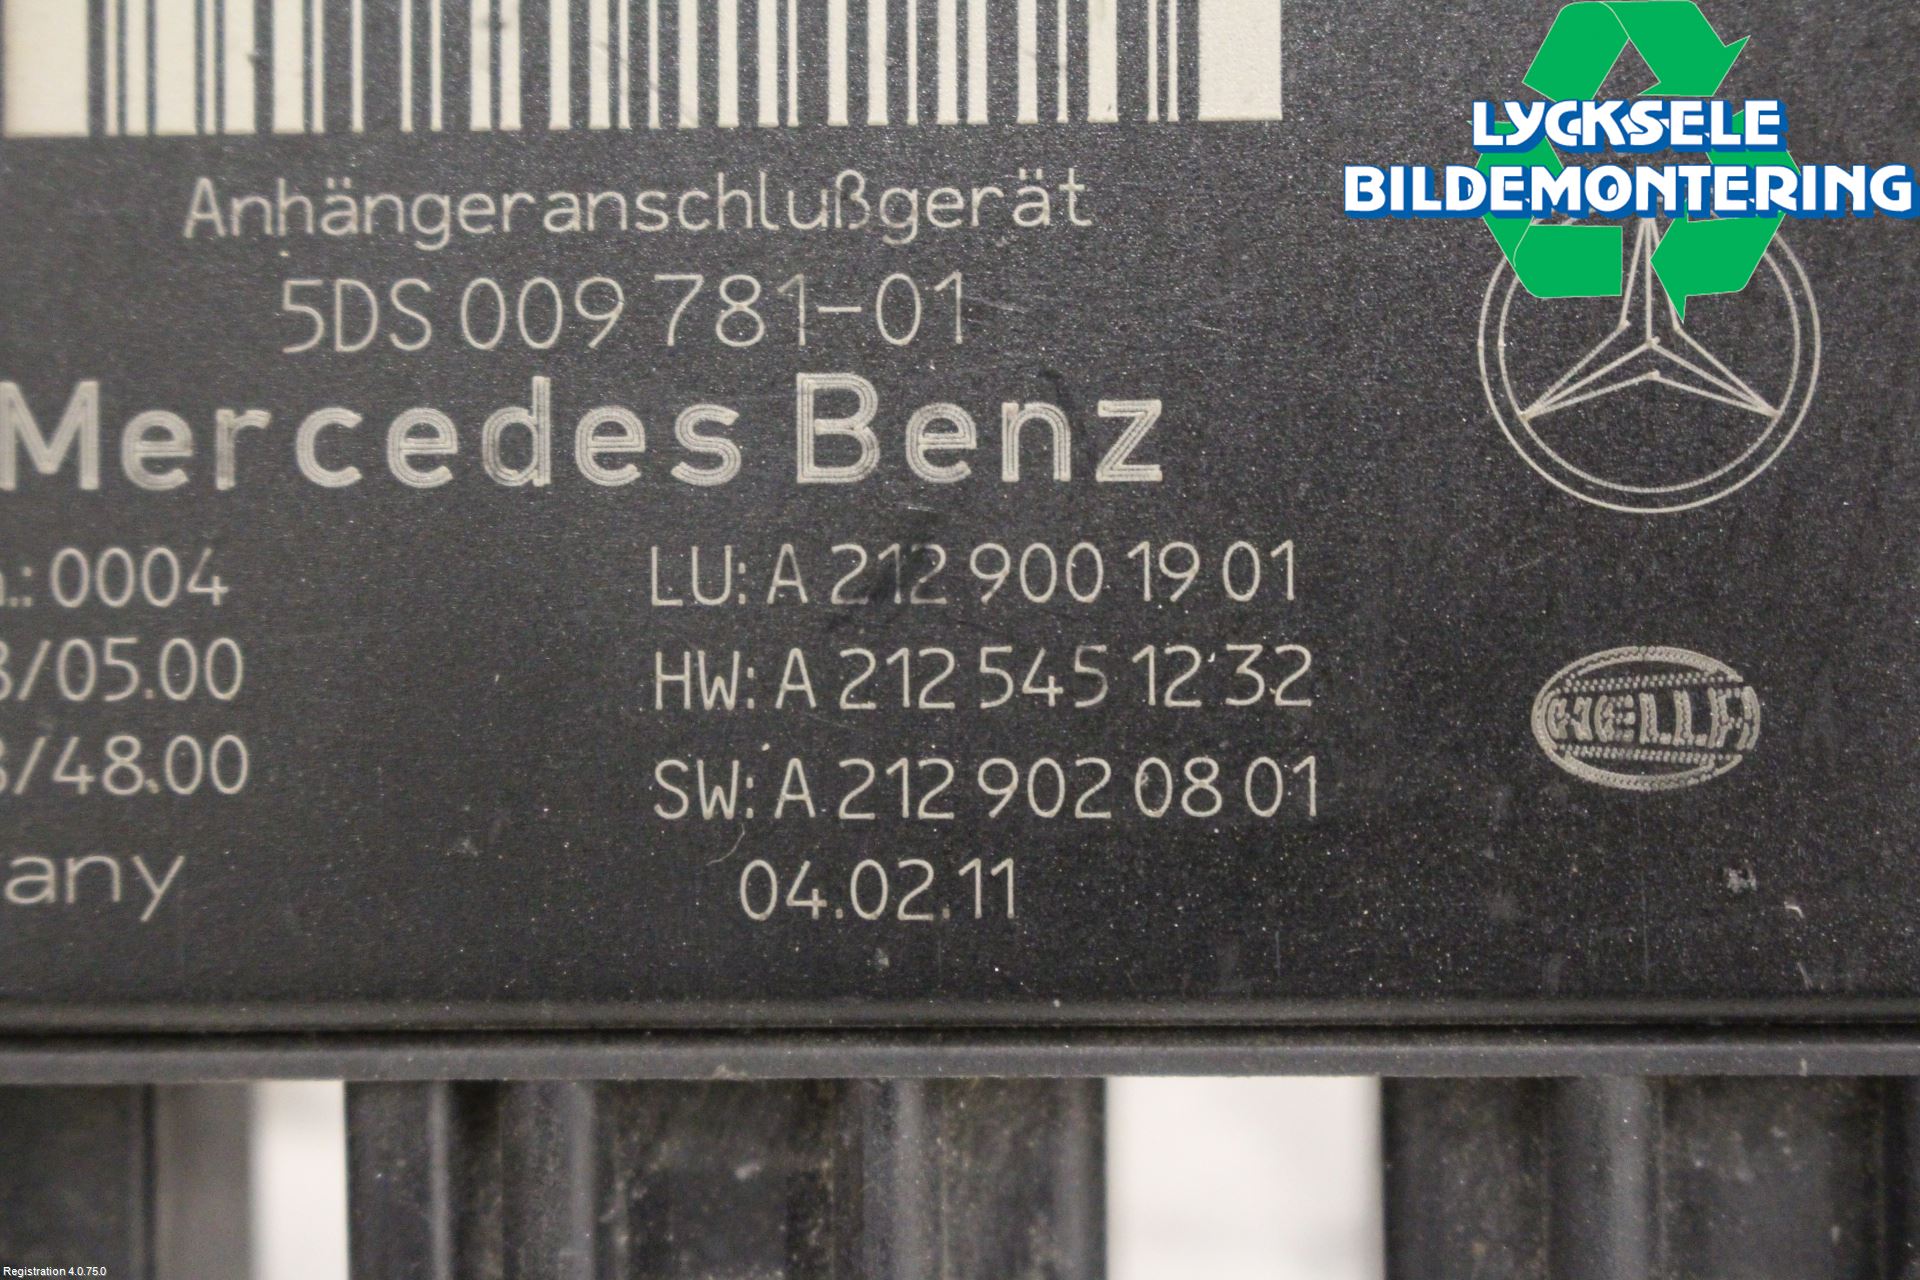 LYCKSELE
BILDEMONTERING
Anhängeranschlußgerät
5DS 009 781-01
Mercedes Benz
.:0004
LU: A 212 900 19 01
/05.00
HW: A 212 545 12 32
/48.00
SW: A 212 902 08 01
any
04.02.11
HELLA
Registration 4.0.75.0